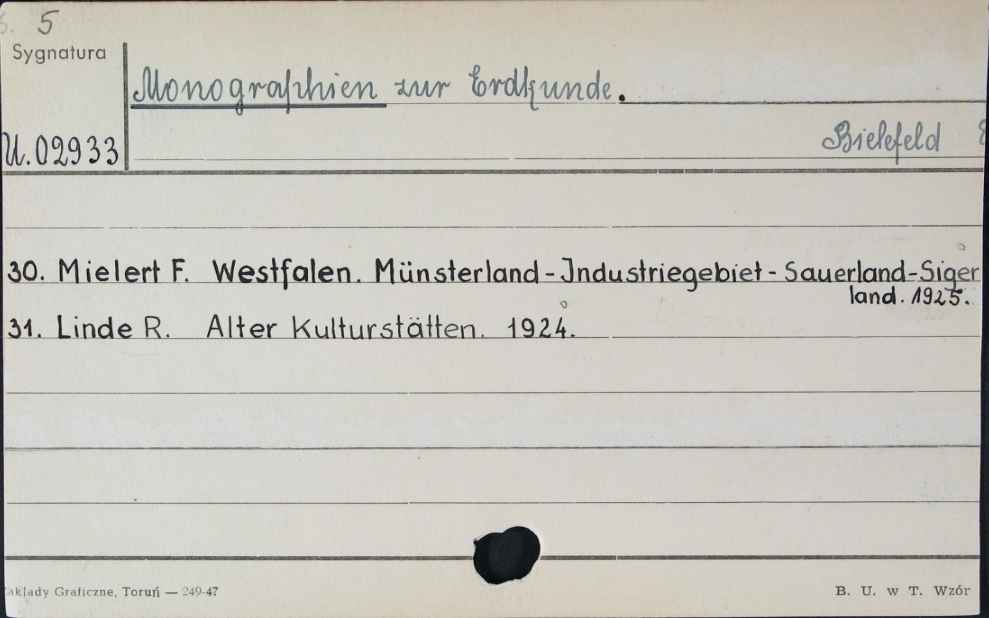 5
Sygnatura
Monographien zur Erdkunde.
U.02933
Bielefeld
30. Mielert F. Westfalen. Münsterland - Industriegebiet - Sauerland-Siger
land. 1925.
31. Linde R. Alter Kulturstätten. 1924.
akłady Graficzne, Toruń — 249-47
B. U. w T. Wzór